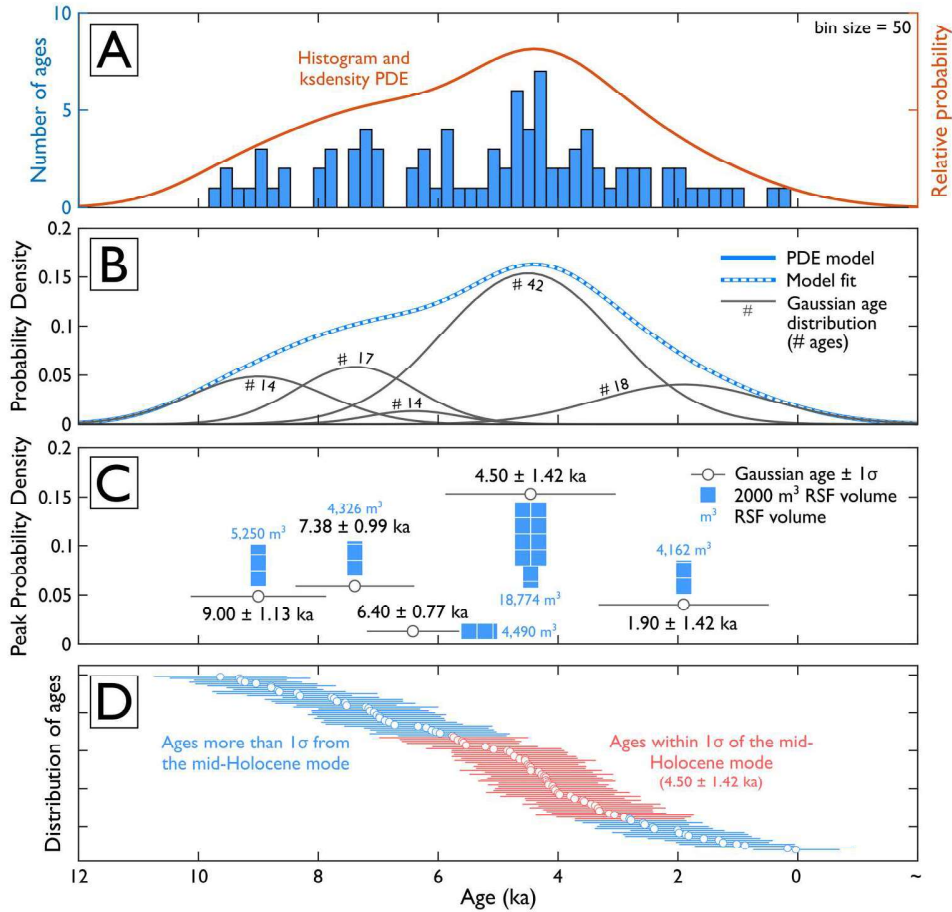 A
10
5
0
Number of ages
Histogram and
ksdensity PDE
bin size = 50
Relative probability
B
0.2
0.15
0.1
0.05
0
Probability Density
# 14
# 17
# 14
# 42
# 18
PDE model
Model fit
# Gaussian age
distribution
(# ages)
C
0.2
0.15
0.1
0.05
0
Peak Probability Density
5,250 m³
9.00 ± 1.13 ka
4,326 m³
7.38 ± 0.99 ka
6.40 ± 0.77 ka
4,490 m³
4.50 ± 1.42 ka
18,774 m³
4,162 m³
1.90 ± 1.42 ka
Gaussian age ± 1σ
2000 m³ RSF volume
m³ RSF volume
D
Distribution of ages
Ages more than 1σ from
the mid-Holocene mode
Ages within 1σ of the mid-
Holocene mode
(4.50 ± 1.42 ka)
12 10 8 6 4 2 0 ~
Age (ka)